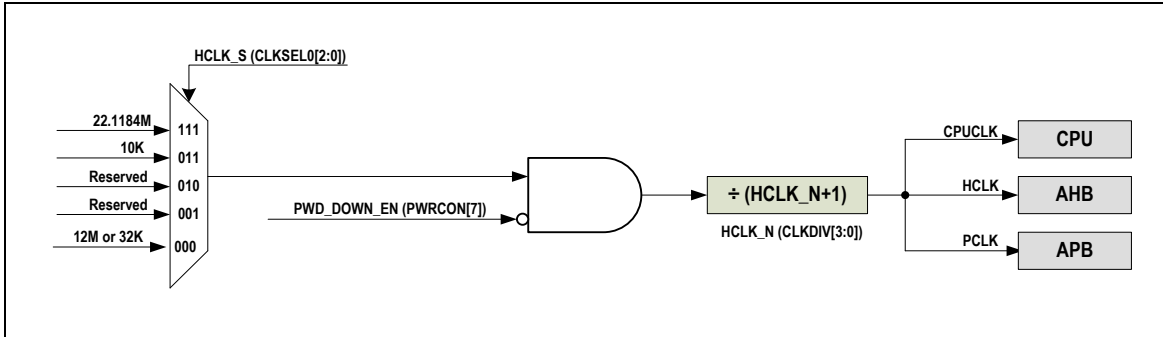 HCLK_S (CLKSEL0[2:0])
22.1184M
111
10K
011
Reserved
010
Reserved
001
12M or 32K
000
PWD_DOWN_EN (PWRCON[7])
÷ (HCLK_N+1)
HCLK_N (CLKDIV[3:0])
CPUCLK
CPU
HCLK
AHB
PCLK
APB